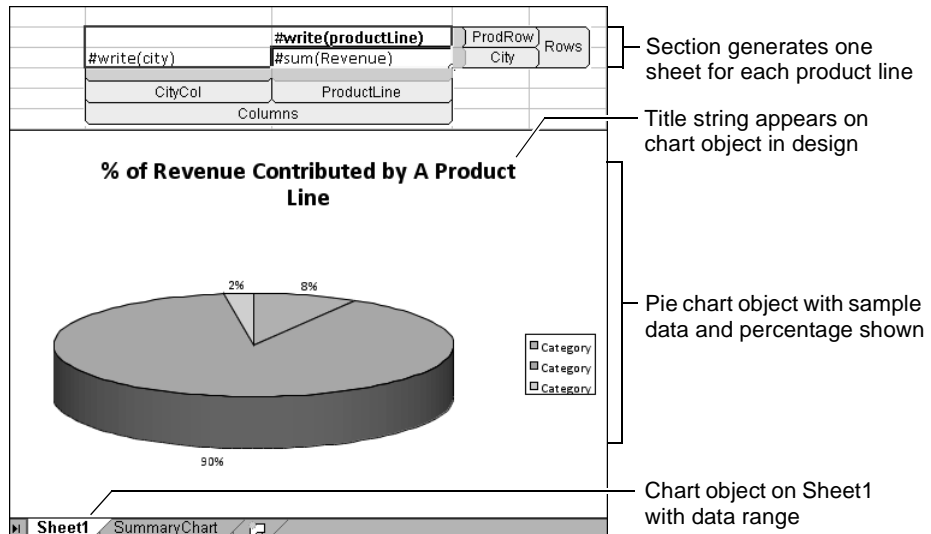 #write(productLine)
ProdRow
Rows
#write(city)
#sum(Revenue)
City
CityCol
ProductLine
Columns
Section generates one
sheet for each product line
Title string appears on
chart object in design
% of Revenue Contributed by A Product
Line
2%
8%
90%
Category
Category
Category
Pie chart object with sample
data and percentage shown
Chart object on Sheet1
with data range
Sheet1
SummaryChart